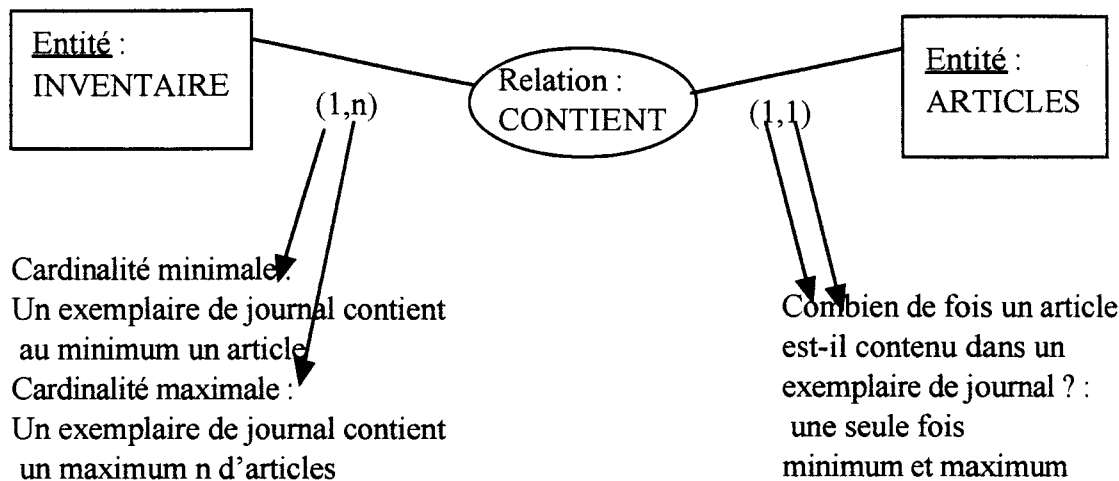 Entité :
INVENTAIRE
(1,n)
Relation :
CONTIENT
(1,1)
Entité :
ARTICLES
Cardinalité minimale :
Un exemplaire de journal contient
au minimum un article
Cardinalité maximale :
Un exemplaire de journal contient
un maximum n d'articles
Combien de fois un article
est-il contenu dans un
exemplaire de journal ? :
une seule fois
minimum et maximum